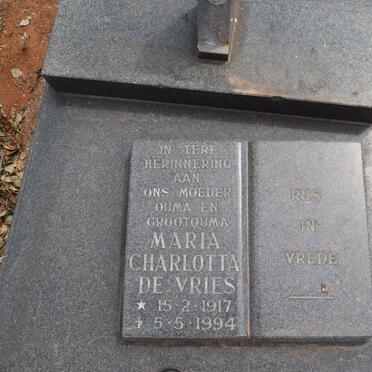 IN TERE
HERINNERING
AAN
ONS MOEDER
OUMA EN
GROOTOUMA
MARIA
CHARLOTTA
DE VRIES
★ 15·2·1917
✝ 5·5·1994
RUS
IN
VREDE